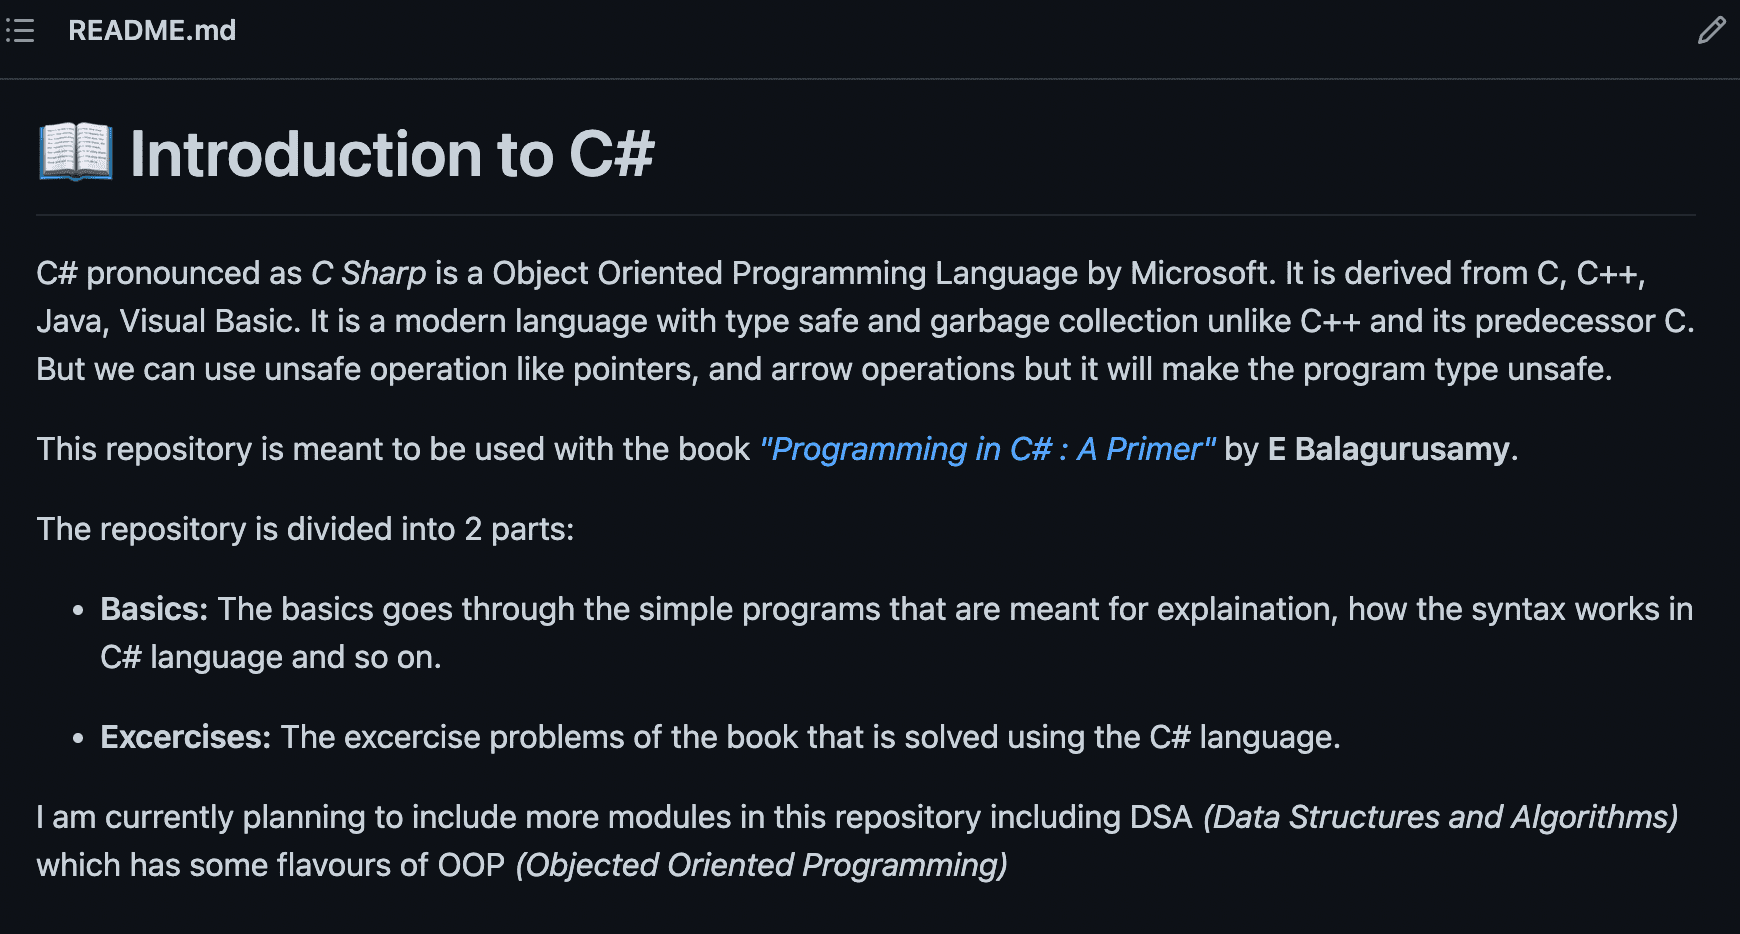 README.md
Introduction to C#
C# pronounced as C Sharp is a Object Oriented Programming Language by Microsoft. It is derived from C, C++,
Java, Visual Basic. It is a modern language with type safe and garbage collection unlike C++ and its predecessor C.
But we can use unsafe operation like pointers, and arrow operations but it will make the program type unsafe.
This repository is meant to be used with the book "Programming in C# : A Primer" by E Balagurusamy.
The repository is divided into 2 parts:
• Basics: The basics goes through the simple programs that are meant for explaination, how the syntax works in
C# language and so on.
• Excercises: The excercise problems of the book that is solved using the C# language.
I am currently planning to include more modules in this repository including DSA (Data Structures and Algorithms)
which has some flavours of OOP (Objected Oriented Programming)